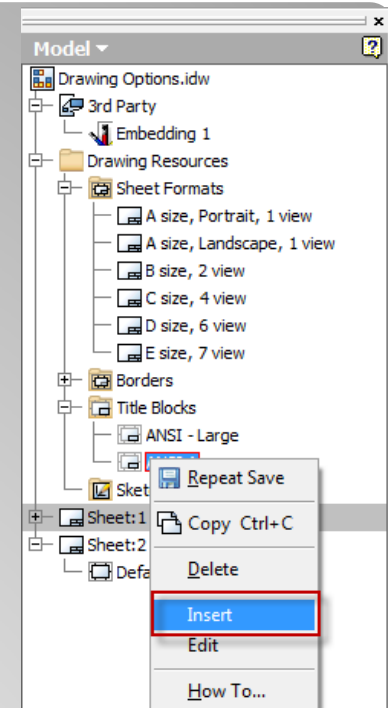 Model
Drawing Options.idw
3rd Party
Embedding 1
Drawing Resources
Sheet Formats
A size, Portrait, 1 view
A size, Landscape, 1 view
B size, 2 view
C size, 4 view
D size, 6 view
E size, 7 view
Borders
Title Blocks
ANSI - Large
Repeat Save
Sket
Sheet:1
Copy Ctrl+C
Sheet:2
Defa
Delete
Insert
Edit
How To...